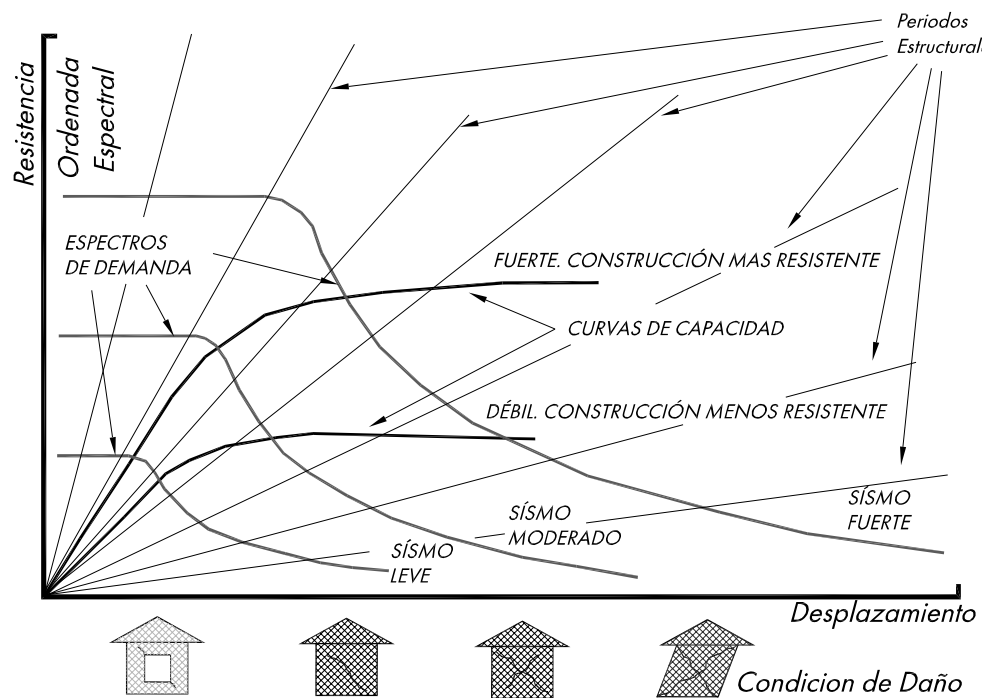 Periodos
Estructural
Resistencia
Ordenada
Espectral
ESPECTROS
DE DEMANDA
FUERTE. CONSTRUCCIÓN MAS RESISTENTE
CURVAS DE CAPACIDAD
DÉBIL. CONSTRUCCIÓN MENOS RESISTENTE
SÍSMO
FUERTE
SÍSMO
MODERADO
SÍSMO
LEVE
Desplazamiento
Condicion de Daño